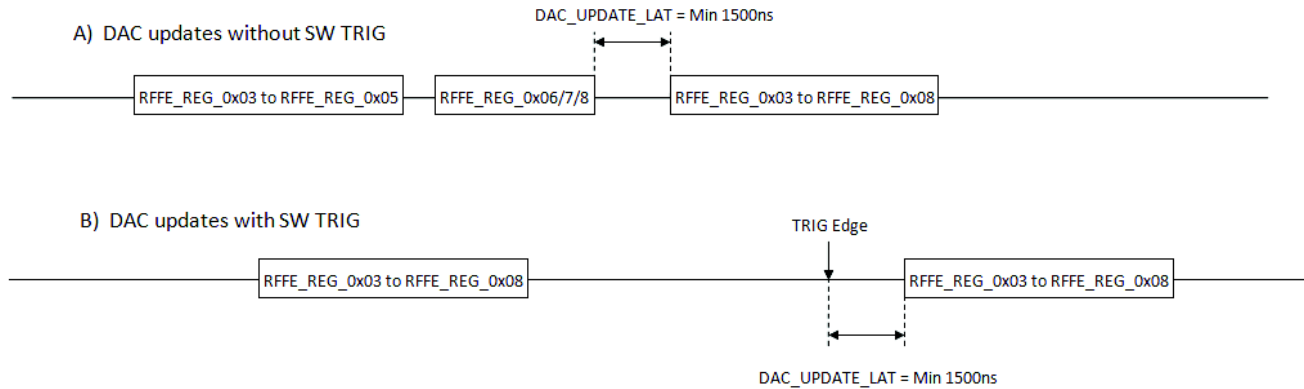 DAC_UPDATE_LAT = Min 1500ns
A) DAC updates without SW TRIG
RFFE_REG_0x03 to RFFE_REG_0x05
RFFE_REG_0x06/7/8
RFFE_REG_0x03 to RFFE_REG_0x08
B) DAC updates with SW TRIG
TRIG Edge
RFFE_REG_0x03 to RFFE_REG_0x08
RFFE_REG_0x03 to RFFE_REG_0x08
DAC_UPDATE_LAT = Min 1500ns